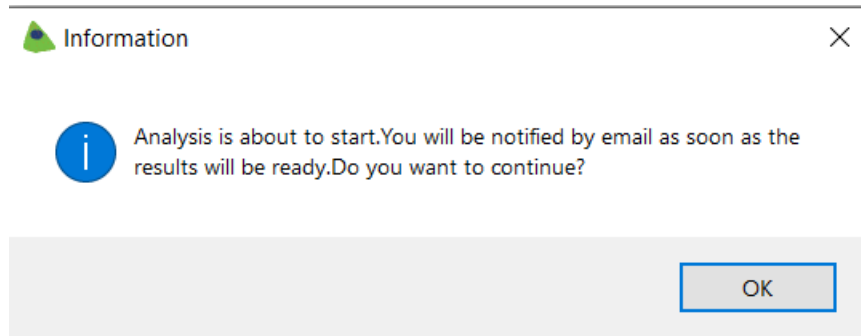 Information
Analysis is about to start.You will be notified by email as soon as the
results will be ready.Do you want to continue?
OK